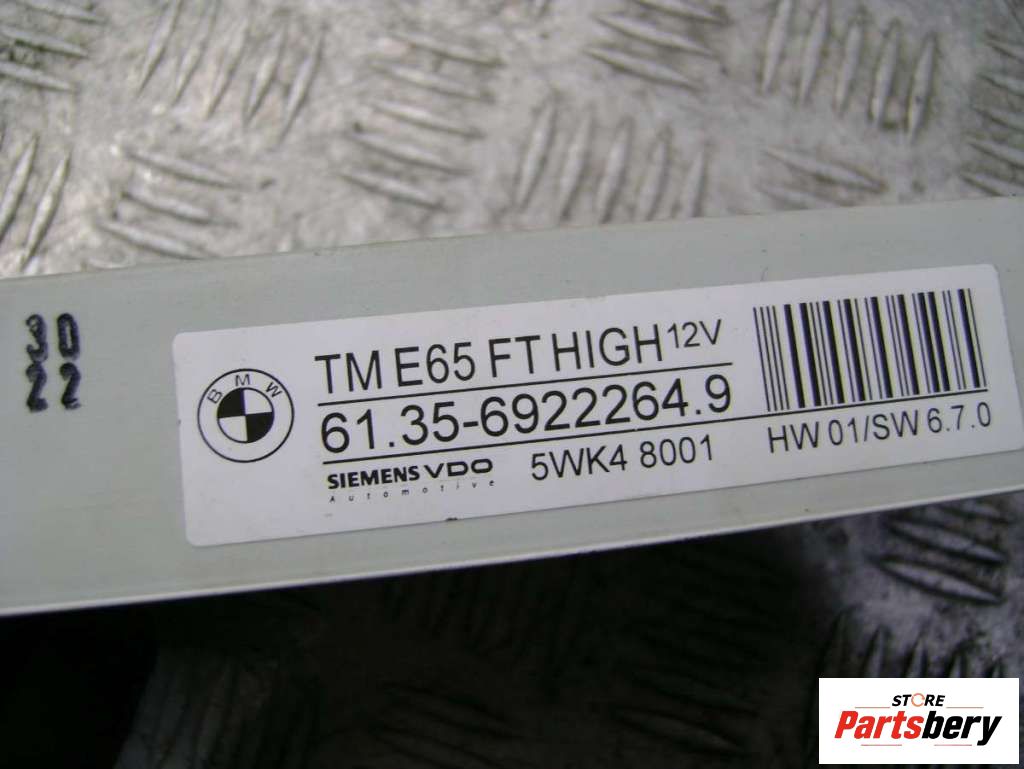 30
22
BMW
TM E65 FT HIGH 12V
61.35-6922264.9
SIEMENS VDO
Automotive
5WK4 8001
HW 01/SW 6.7.0
STORE
Partsbery